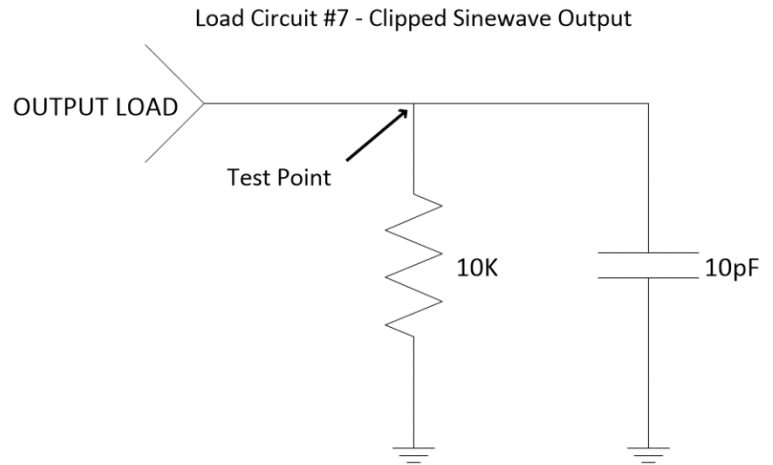 Load Circuit #7 - Clipped Sinewave Output
OUTPUT LOAD
Test Point
10K
10pF